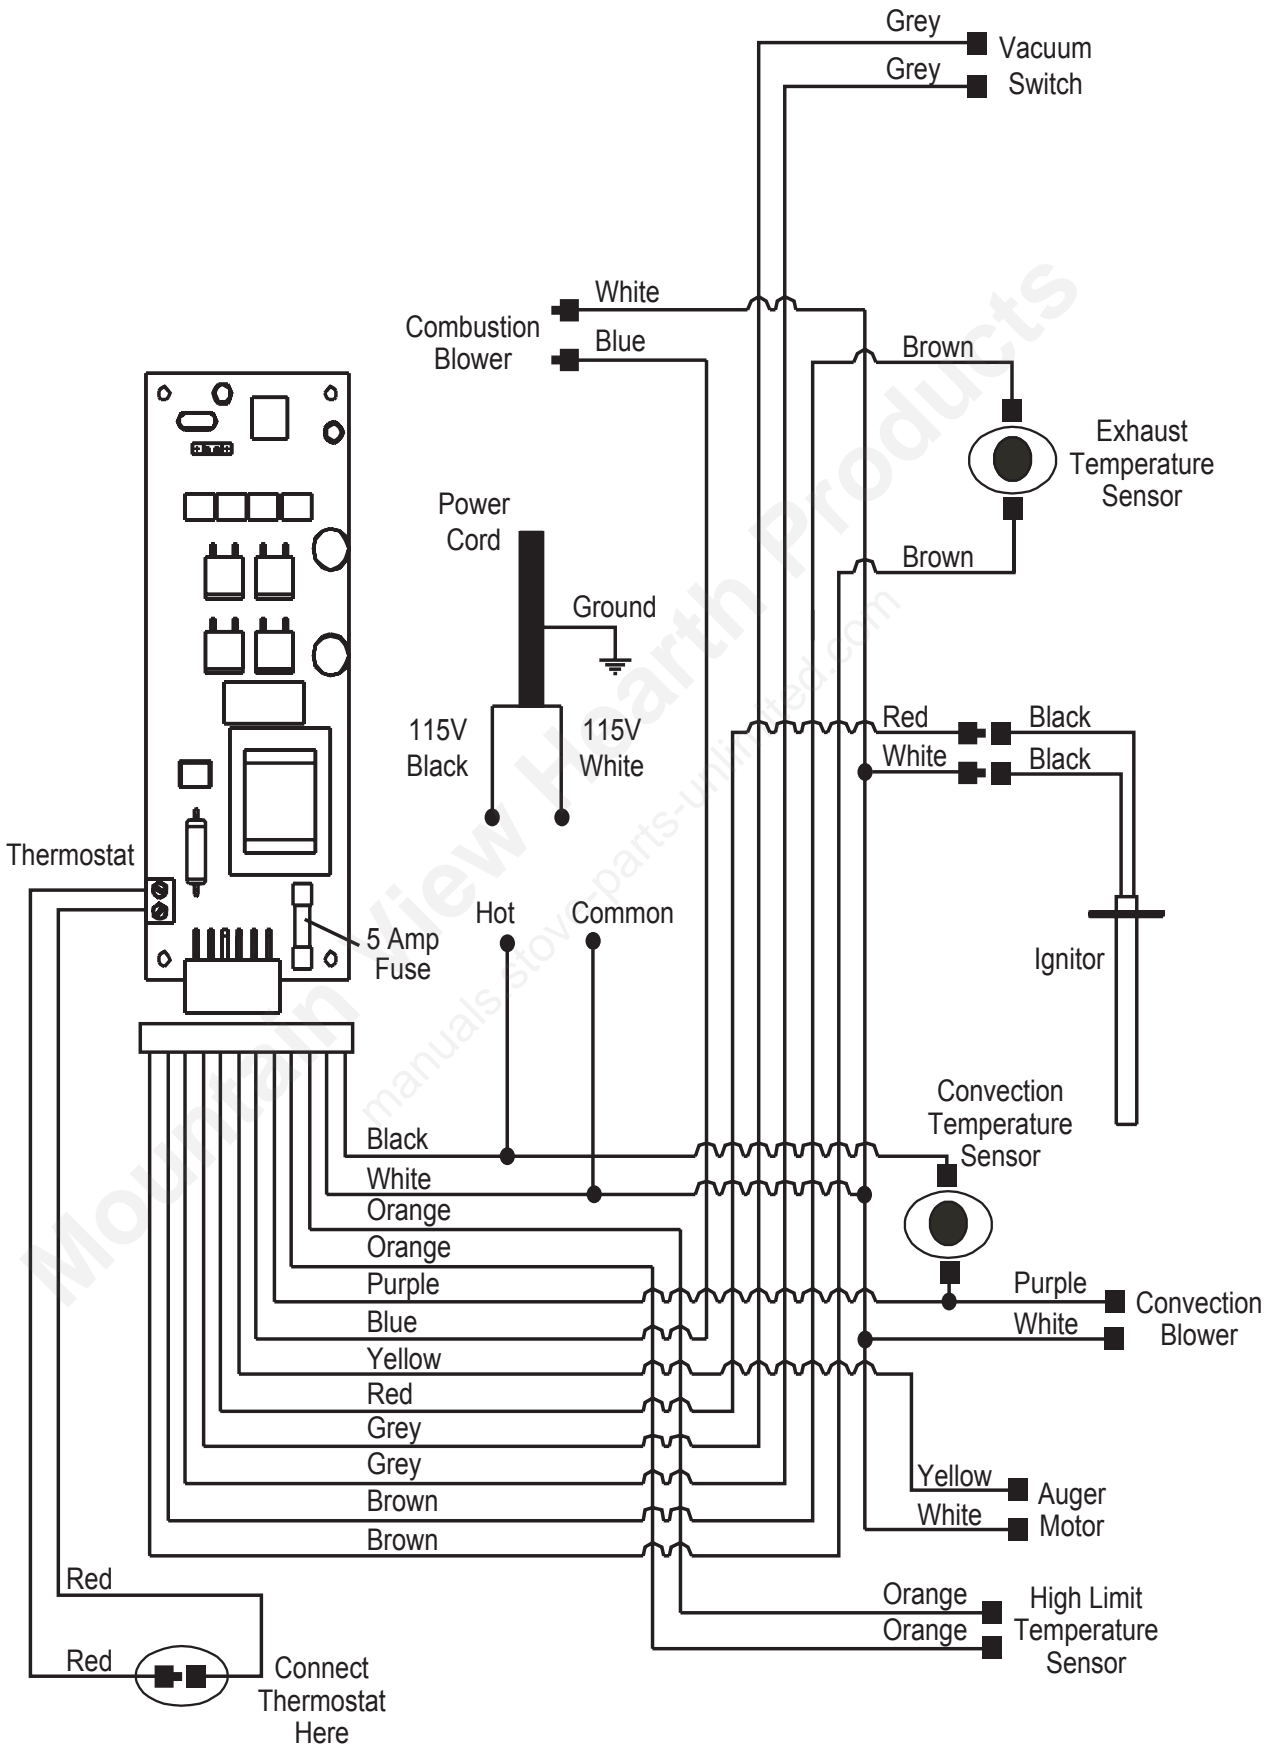 Grey
Vacuum
Grey
Switch
White
Combustion
Blower
Blue
Brown
Exhaust
Temperature
Sensor
Power
Cord
Brown
Ground
115V
Black
115V
White
Red
Black
White
Black
Thermostat
Hot
Common
5 Amp
Fuse
Ignitor
Convection
Temperature
Sensor
Black
White
Orange
Orange
Purple
Purple
Convection
Blower
White
Blue
Yellow
Red
Grey
Grey
Yellow
Auger
Motor
White
Brown
Brown
Red
Orange
High Limit
Temperature
Sensor
Orange
Red
Connect
Thermostat
Here
Mountain View Hearth Products
manuals.stove-parts-unlimited.com